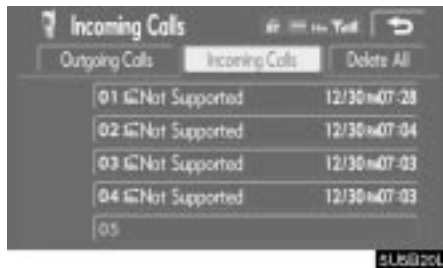 Incoming Calls
Outgoing Calls Incoming Calls Delete All
01 Not Supported 12/30 07:28
02 Not Supported 12/30 07:04
03 Not Supported 12/30 07:03
04 Not Supported 12/30 07:03
05